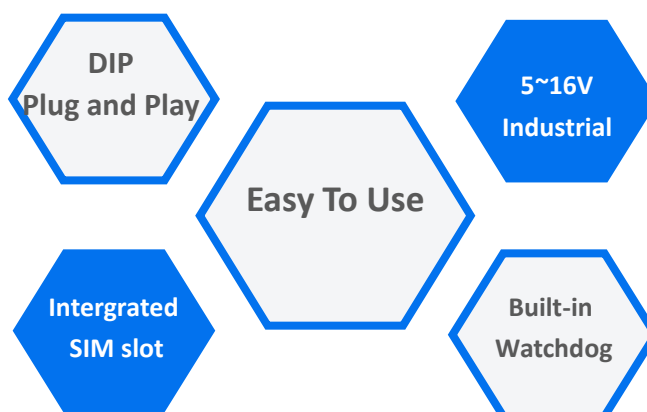 DIP
Plug and Play
5~16V
Industrial
Easy To Use
Intergrated
SIM slot
Built-in
Watchdog